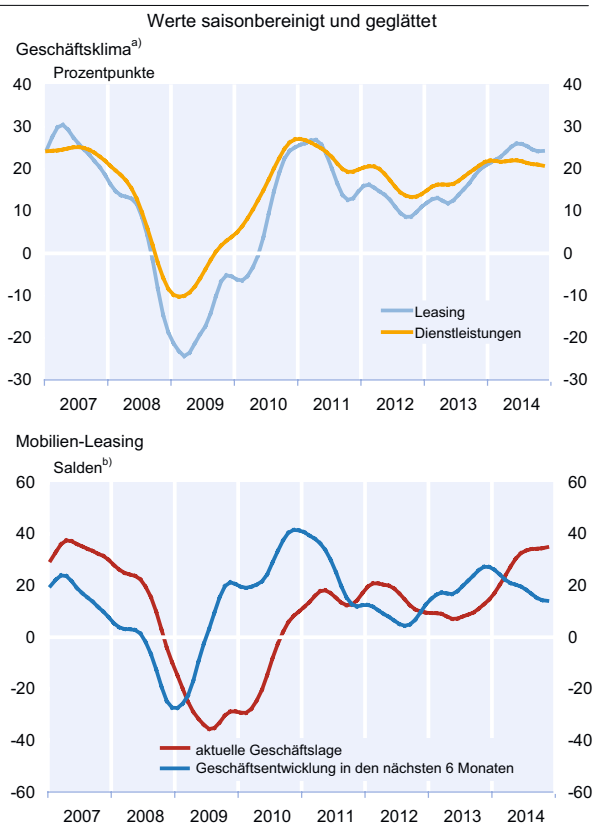 Werte saisonbereinigt und geglättet
Geschäftsklima a)
Prozentpunkte
40 40
30 30
20 20
10 10
0 0
-10 -10
-20 -20
-30 -30
Leasing
Dienstleistungen
2007 2008 2009 2010 2011 2012 2013 2014
Mobilien-Leasing
Salden b)
60 60
40 40
20 20
0 0
-20 -20
-40 -40
-60 -60
aktuelle Geschäftslage
Geschäftsentwicklung in den nächsten 6 Monaten
2007 2008 2009 2010 2011 2012 2013 2014